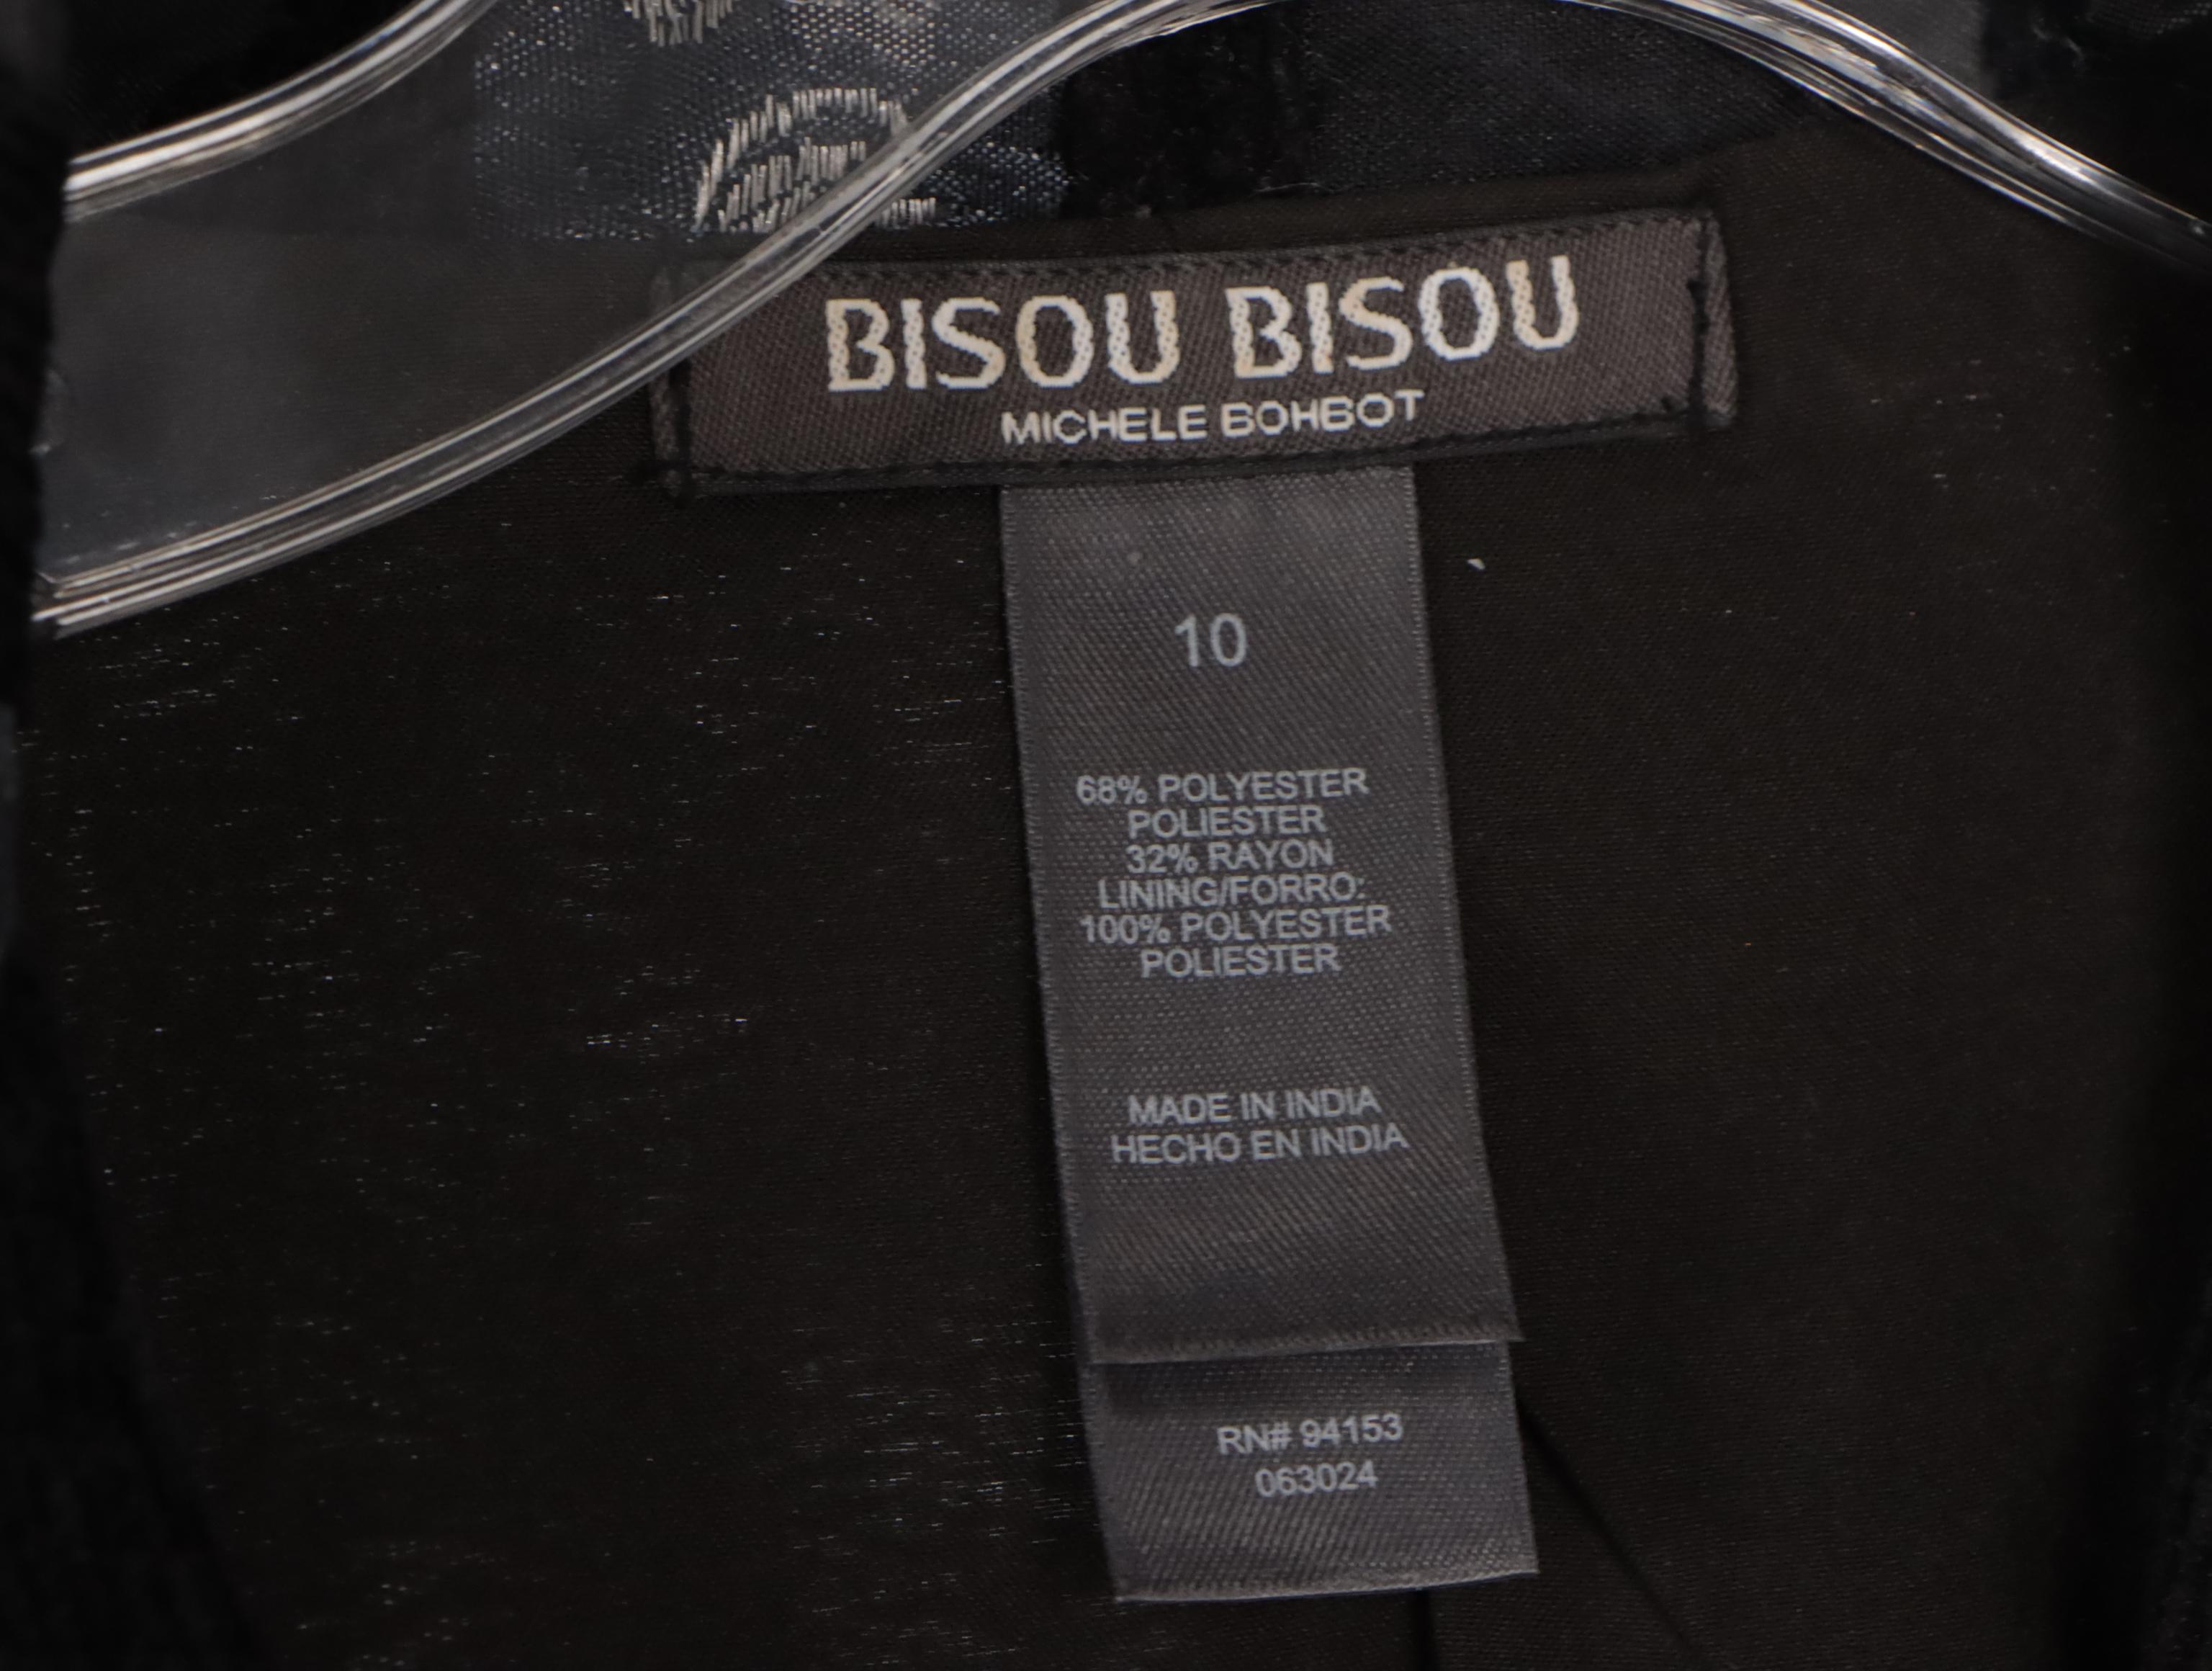 BISOU BISOU
MICHELE BOHBOT
10
68% POLYESTER
POLIESTER
32% RAYON
LINING/FORRO:
100% POLYESTER
POLIESTER
MADE IN INDIA
HECHO EN INDIA
RN# 94153
063024